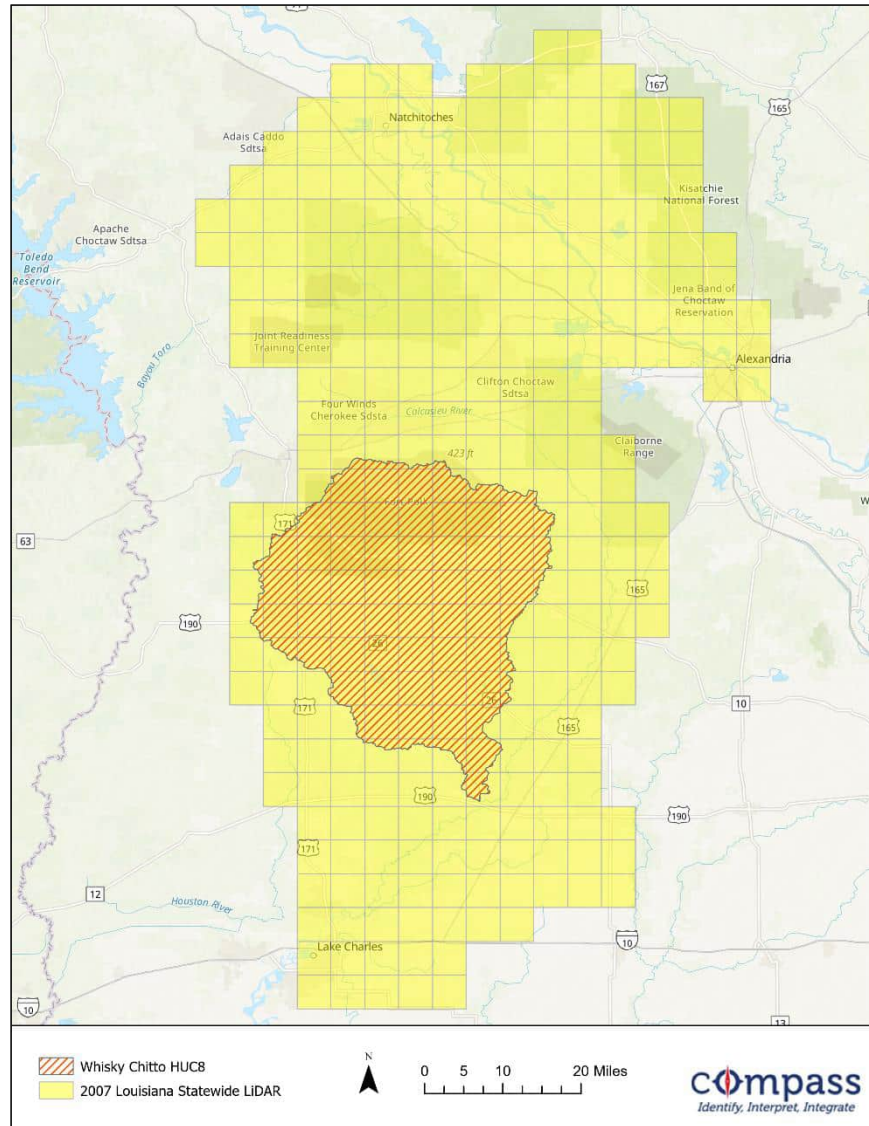 167
165
Natchitoches
Adais Caddo
Sdtsa
Kisatchie
National Forest
Apache
Choctaw Sdtsa
Toledo
Bend
Reservoir
Jena Band of
Choctaw
Reservation
Joint Readiness
Training Center
Alexandria
Bayou Toro
Clifton Choctaw
Sdtsa
Four Winds
Cherokee Sdsta
Calcasieu River
Claiborne
Range
423 ft
171
63
165
190
26
171
10
165
190
190
171
12
Houston River
Lake Charles
10
10
13
Whisky Chitto HUC8
2007 Louisiana Statewide LiDAR
N
0 5 10 20 Miles
cOmpass
Identify, Interpret, Integrate